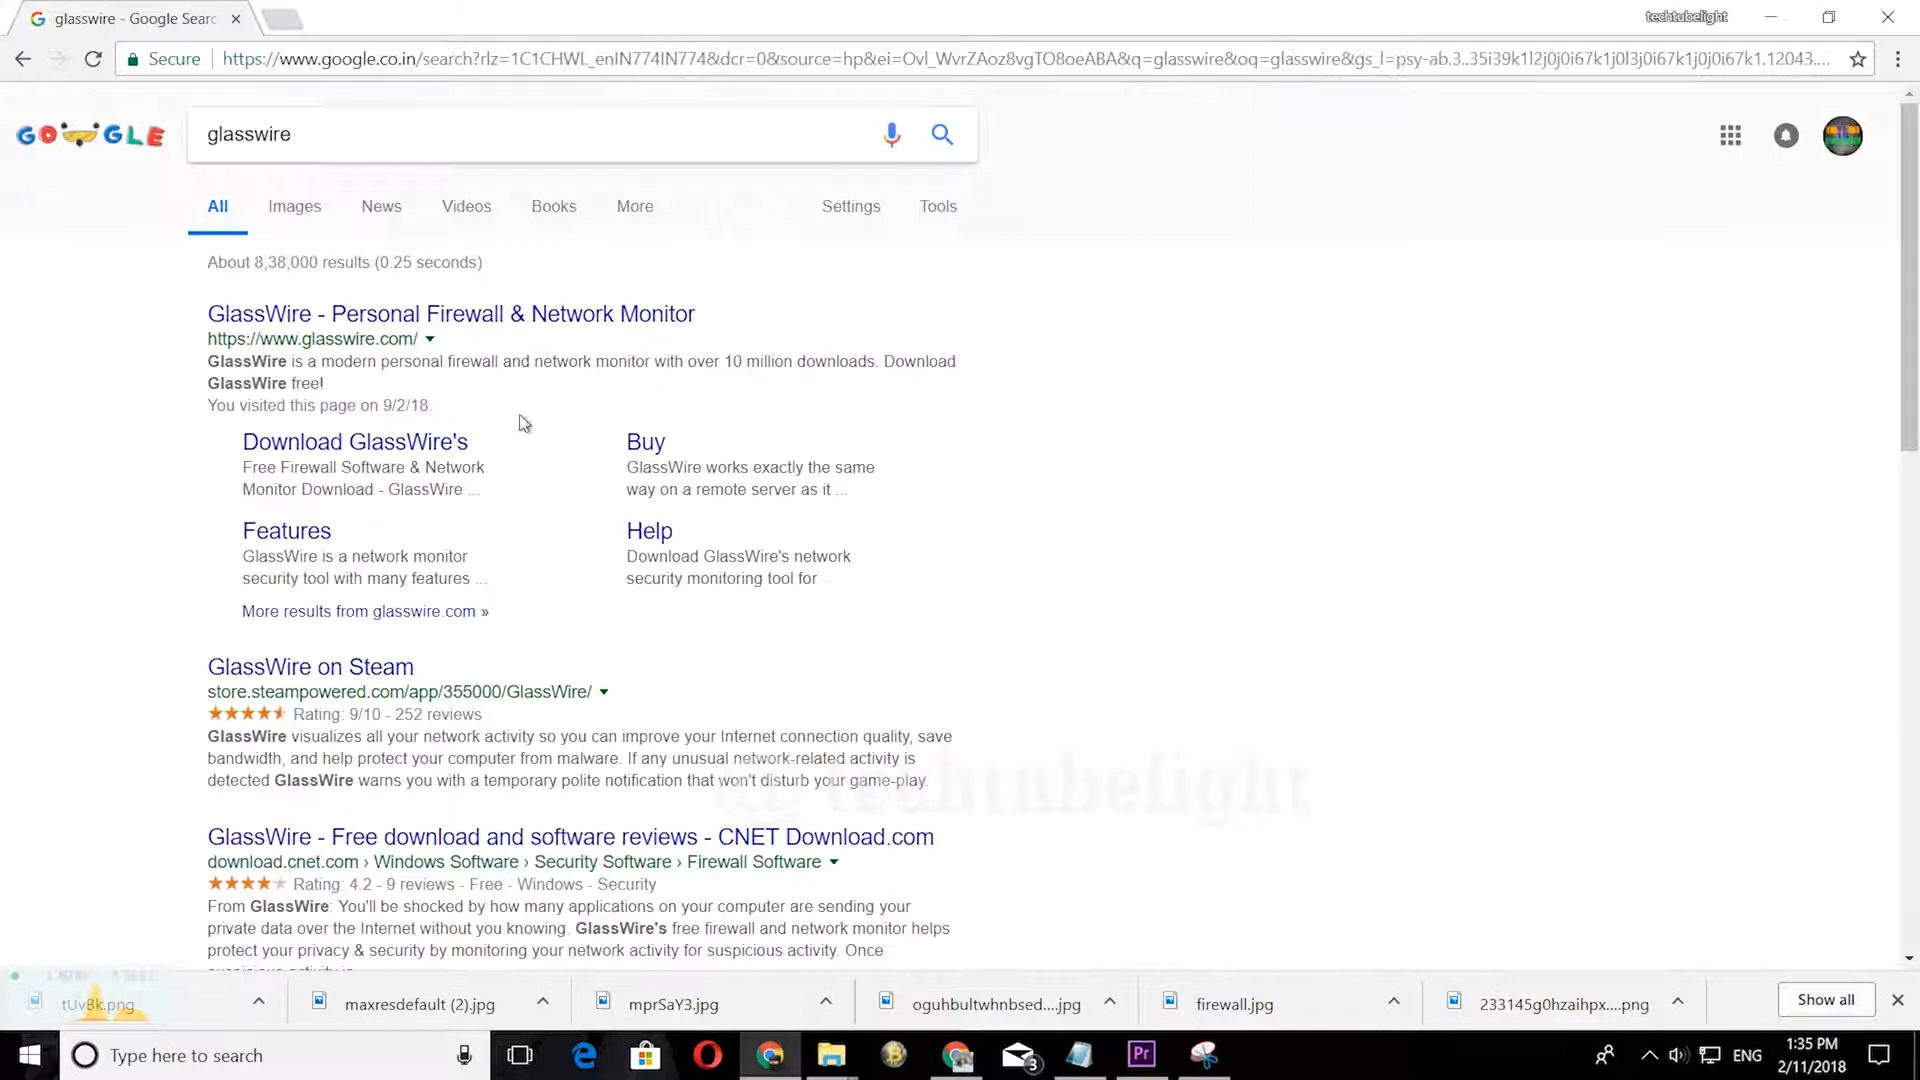 glasswire - Google Searc
techtubelight
Secure
https://www.google.co.in/search?rlz=1C1CHWL_enIN774IN774&dcr=0&source=hp&ei=Ovl_WvrZAoz8vgTO8oeABA&q=glasswire&oq=glasswire&gs_l=psy-ab.3..35i39k1l2j0j0i67k1j0l3j0i67k1j0j0i67k1.12043....
GOOGLE
glasswire
All Images News Videos Books More Settings Tools
About 8,38,000 results (0.25 seconds)
GlassWire - Personal Firewall & Network Monitor
https://www.glasswire.com/
GlassWire is a modern personal firewall and network monitor with over 10 million downloads. Download
GlassWire free!
You visited this page on 9/2/18.
Download GlassWire's
Free Firewall Software & Network
Monitor Download - GlassWire ...
Buy
GlassWire works exactly the same
way on a remote server as it ...
Features
GlassWire is a network monitor
security tool with many features ...
Help
Download GlassWire's network
security monitoring tool for
More results from glasswire.com »
GlassWire on Steam
store.steampowered.com/app/355000/GlassWire/
Rating: 9/10 - 252 reviews
GlassWire visualizes all your network activity so you can improve your Internet connection quality, save
bandwidth, and help protect your computer from malware. If any unusual network-related activity is
detected GlassWire warns you with a temporary polite notification that won't disturb your game-play.
@techtubelight
GlassWire - Free download and software reviews - CNET Download.com
download.cnet.com › Windows Software › Security Software › Firewall Software
Rating: 4.2 - 9 reviews - Free - Windows - Security
From GlassWire: You'll be shocked by how many applications on your computer are sending your
private data over the Internet without you knowing. GlassWire's free firewall and network monitor helps
protect your privacy & security by monitoring your network activity for suspicious activity. Once
tUvBk.png
maxresdefault (2).jpg
mprSaY3.jpg
oguhbultwhnbsed....jpg
firewall.jpg
233145g0hzaihpx....png
Show all
Type here to search
Pr
3
ENG
1:35 PM
2/11/2018